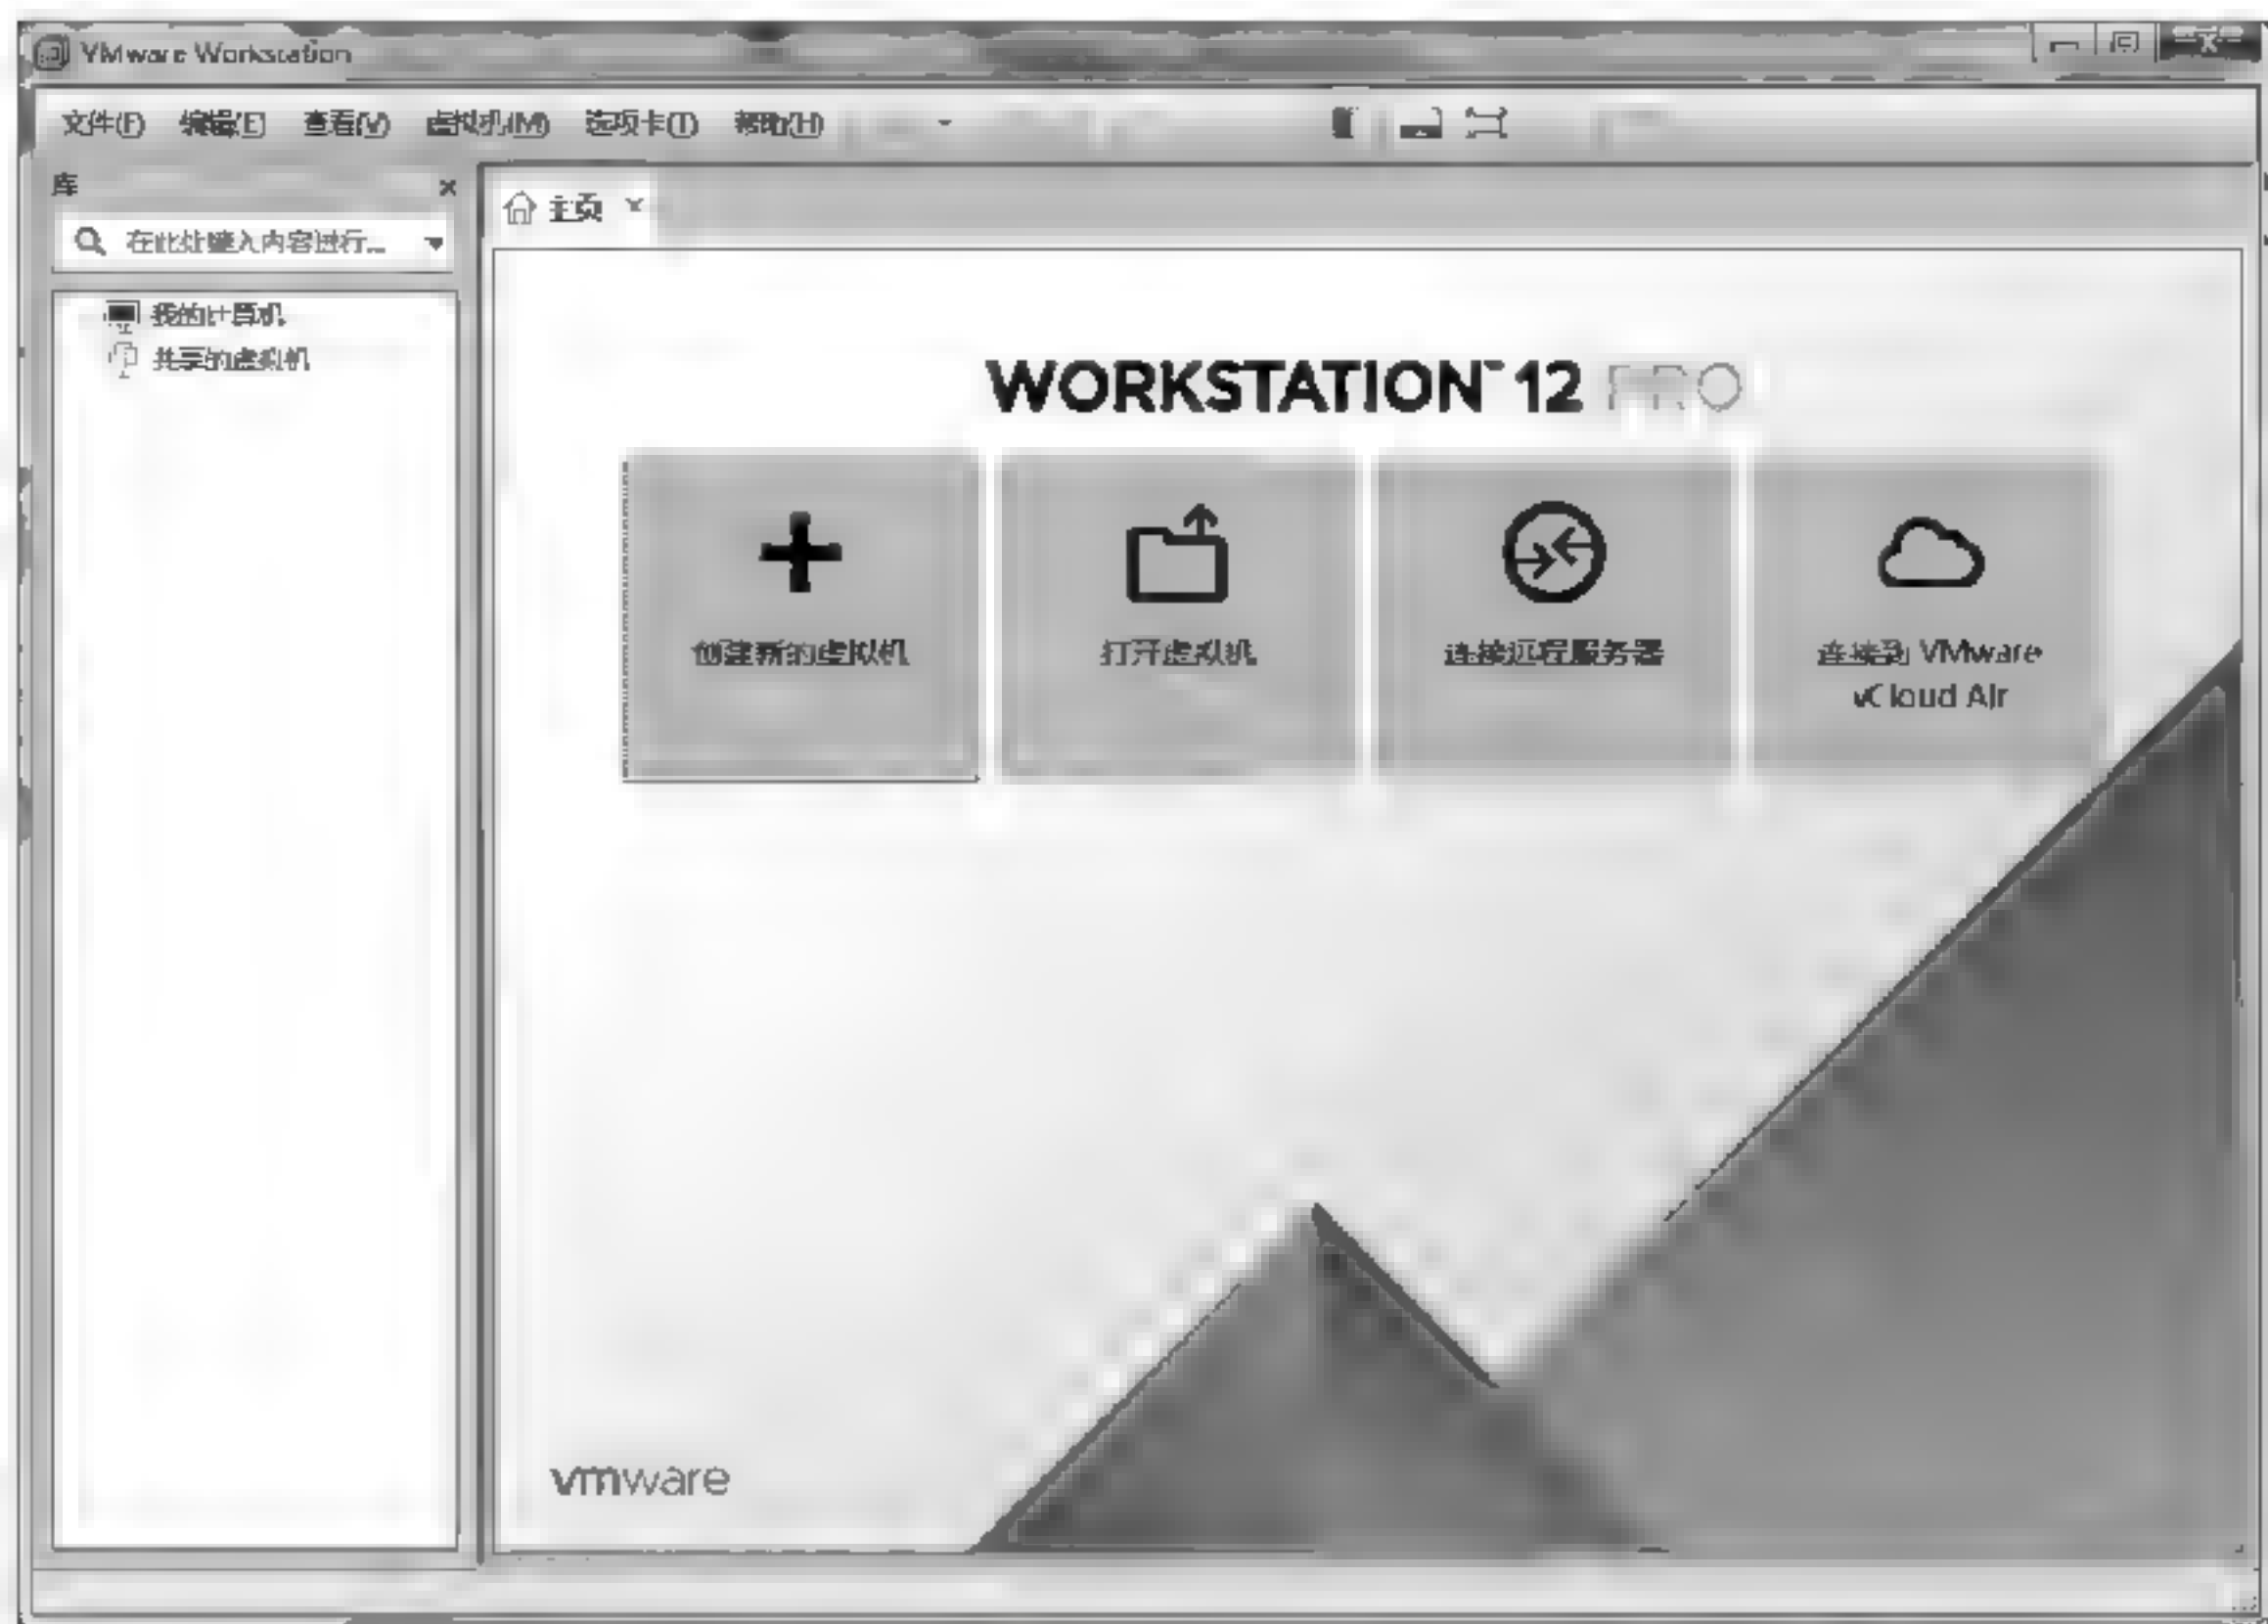 VMware Workstation
文件(F) 编辑(E) 查看(V) 虚拟机(M) 选项卡(T) 帮助(H)
库
在此处键入内容进行...
我的计算机
共享的虚拟机
主页
WORKSTATION™ 12 PRO
创建新的虚拟机
打开虚拟机
连接远程服务器
连接到 VMware
vCloud Air
vmware